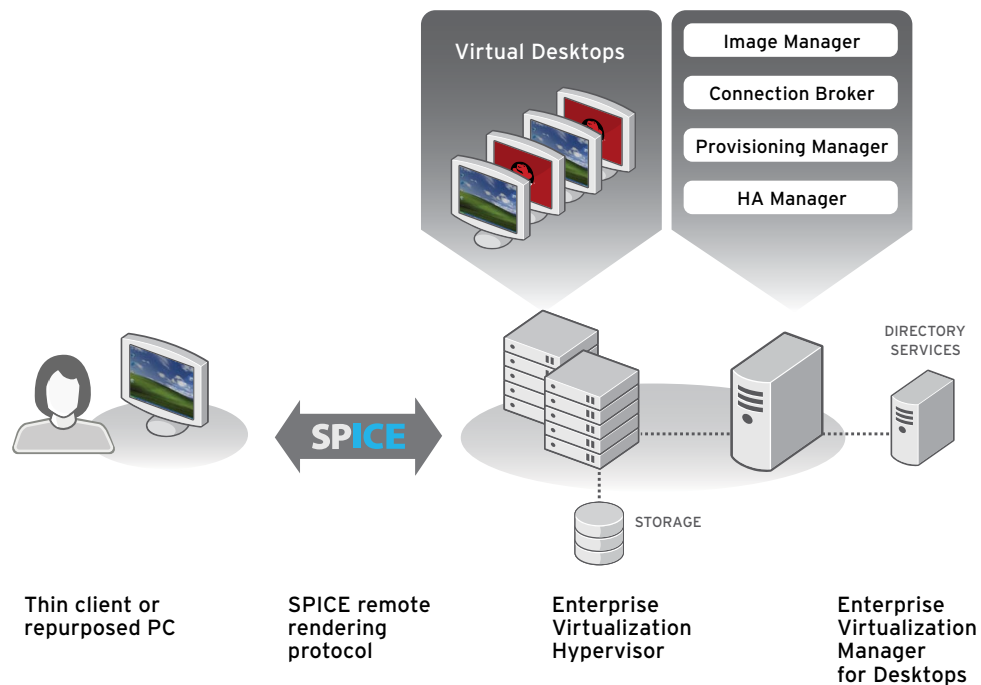 Virtual Desktops
Image Manager
Connection Broker
Provisioning Manager
HA Manager
DIRECTORY
SERVICES
SPICE
STORAGE
Thin client or
repurposed PC
SPICE remote
rendering
protocol
Enterprise
Virtualization
Hypervisor
Enterprise
Virtualization
Manager
for Desktops